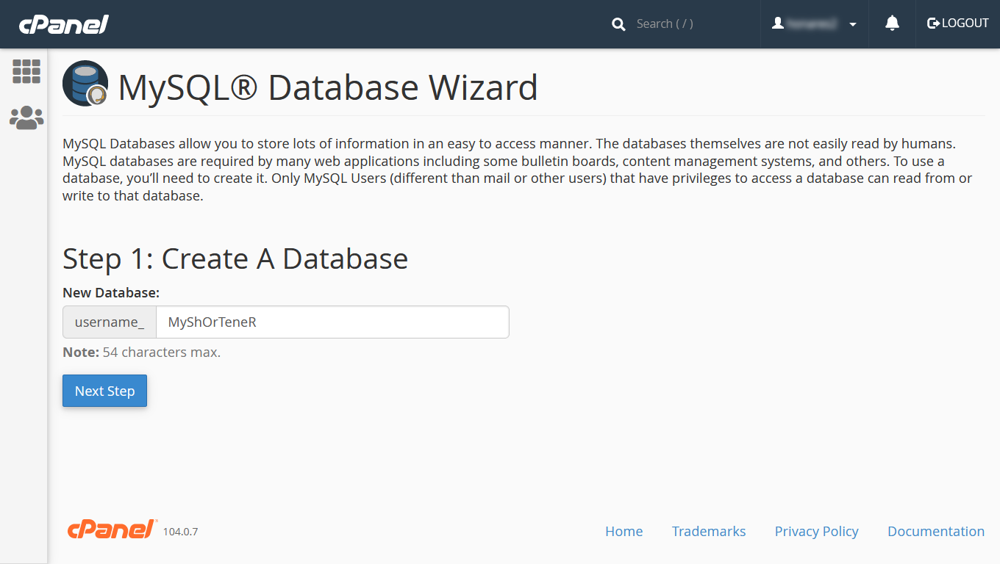 cPanel
Search ( / )
LOGOUT
MySQL® Database Wizard
MySQL Databases allow you to store lots of information in an easy to access manner. The databases themselves are not easily read by humans.
MySQL databases are required by many web applications including some bulletin boards, content management systems, and others. To use a
database, you’ll need to create it. Only MySQL Users (different than mail or other users) that have privileges to access a database can read from or
write to that database.
Step 1: Create A Database
New Database:
username_ MyShOrTeneR
Note: 54 characters max.
Next Step
cPanel® 104.0.7
Home Trademarks Privacy Policy Documentation